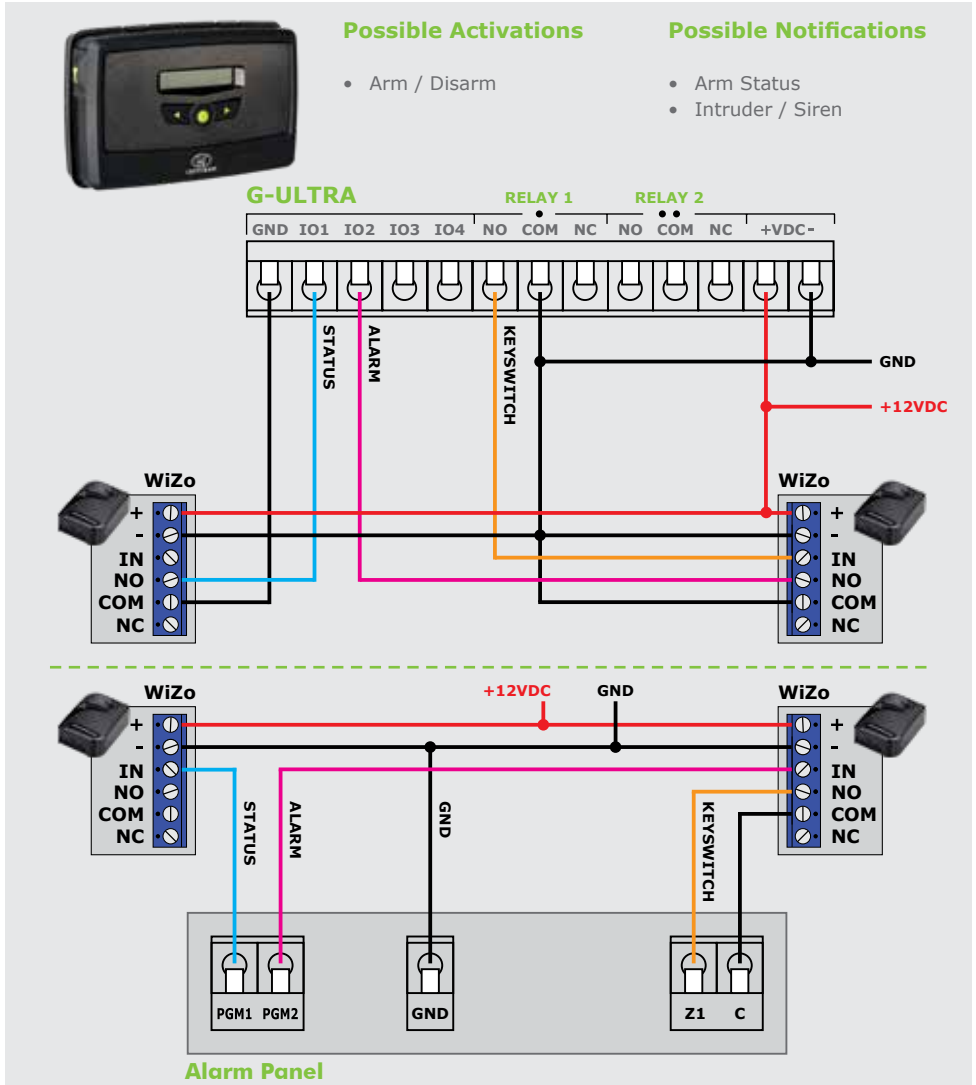 Possible Activations
• Arm / Disarm
Possible Notifications
• Arm Status
• Intruder / Siren
G-ULTRA
RELAY 1
RELAY 2
GND IO1 IO2 IO3 IO4 NO COM NC NO COM NC +VDC-
STATUS
ALARM
KEYSWITCH
GND
+12VDC
WiZo
+
-
IN
NO
COM
NC
WiZo
+
-
IN
NO
COM
NC
WiZo
+
-
IN
NO
COM
NC
+12VDC
GND
WiZo
+
-
IN
NO
COM
NC
STATUS
ALARM
GND
KEYSWITCH
PGM1 PGM2
GND
Z1 C
Alarm Panel